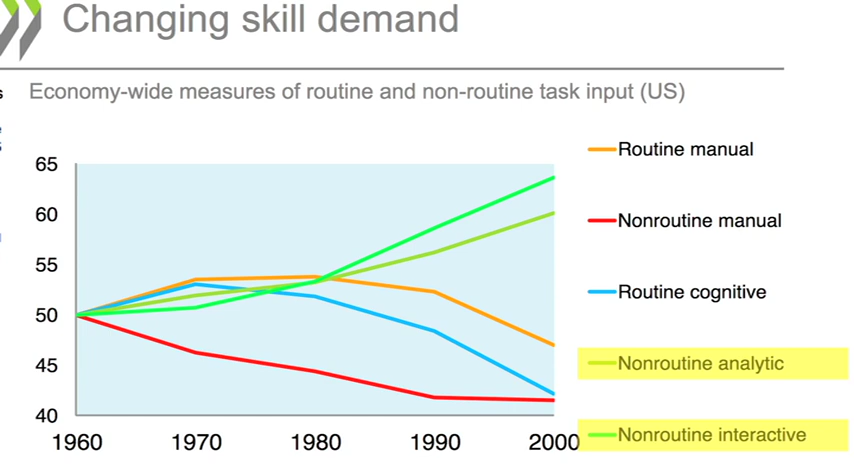 Changing skill demand
Economy-wide measures of routine and non-routine task input (US)
65
60
55
50
45
40
1960 1970 1980 1990 2000
Routine manual
Nonroutine manual
Routine cognitive
Nonroutine analytic
Nonroutine interactive